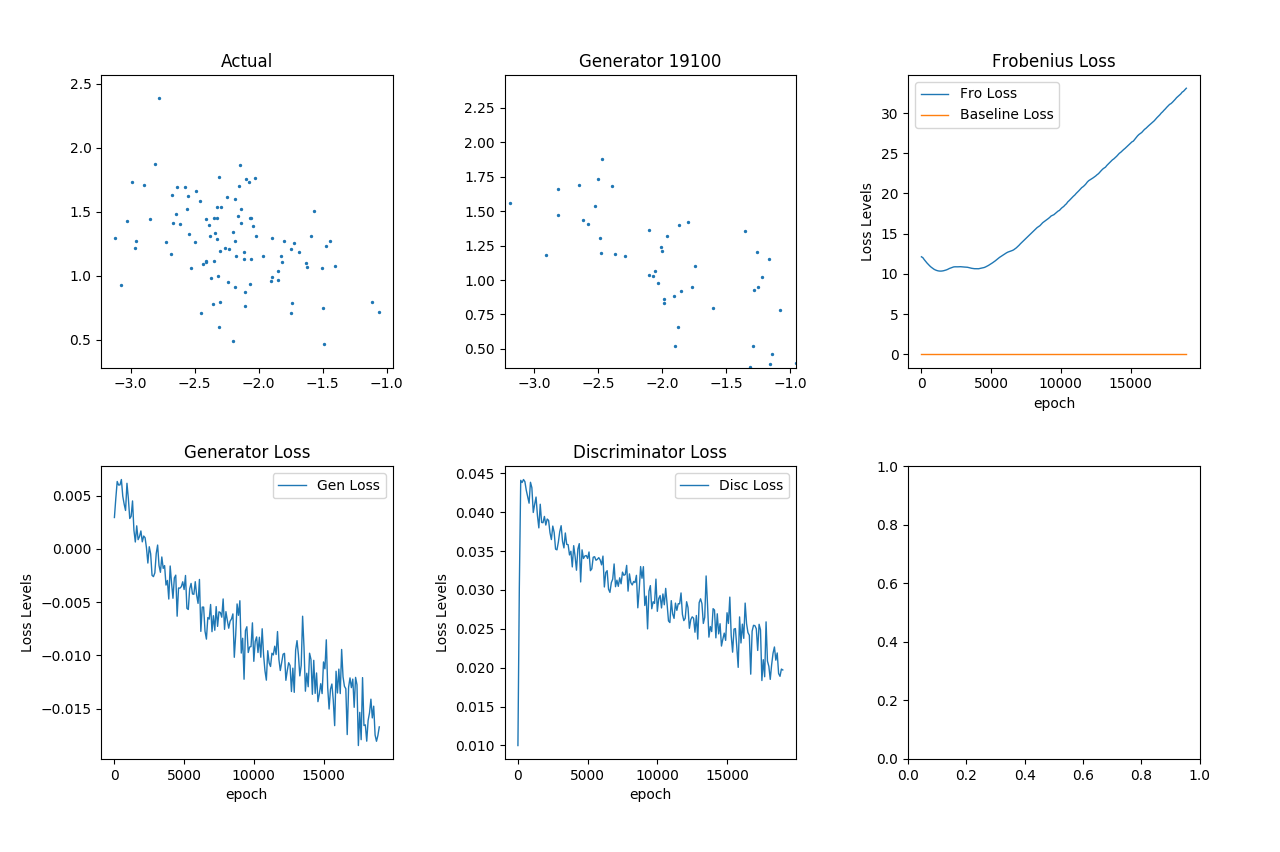 Actual
2.5
2.0
1.5
1.0
0.5
−3.0 −2.5 −2.0 −1.5 −1.0
Generator 19100
2.25
2.00
1.75
1.50
1.25
1.00
0.75
0.50
−3.0 −2.5 −2.0 −1.5 −1.0
Frobenius Loss
Fro Loss
Baseline Loss
Loss Levels
30
25
20
15
10
5
0
0 5000 10000 15000
epoch
Generator Loss
Gen Loss
Loss Levels
0.005
0.000
−0.005
−0.010
−0.015
0 5000 10000 15000
epoch
Discriminator Loss
Disc Loss
Loss Levels
0.045
0.040
0.035
0.030
0.025
0.020
0.015
0.010
0 5000 10000 15000
epoch
1.0
0.8
0.6
0.4
0.2
0.0
0.0 0.2 0.4 0.6 0.8 1.0